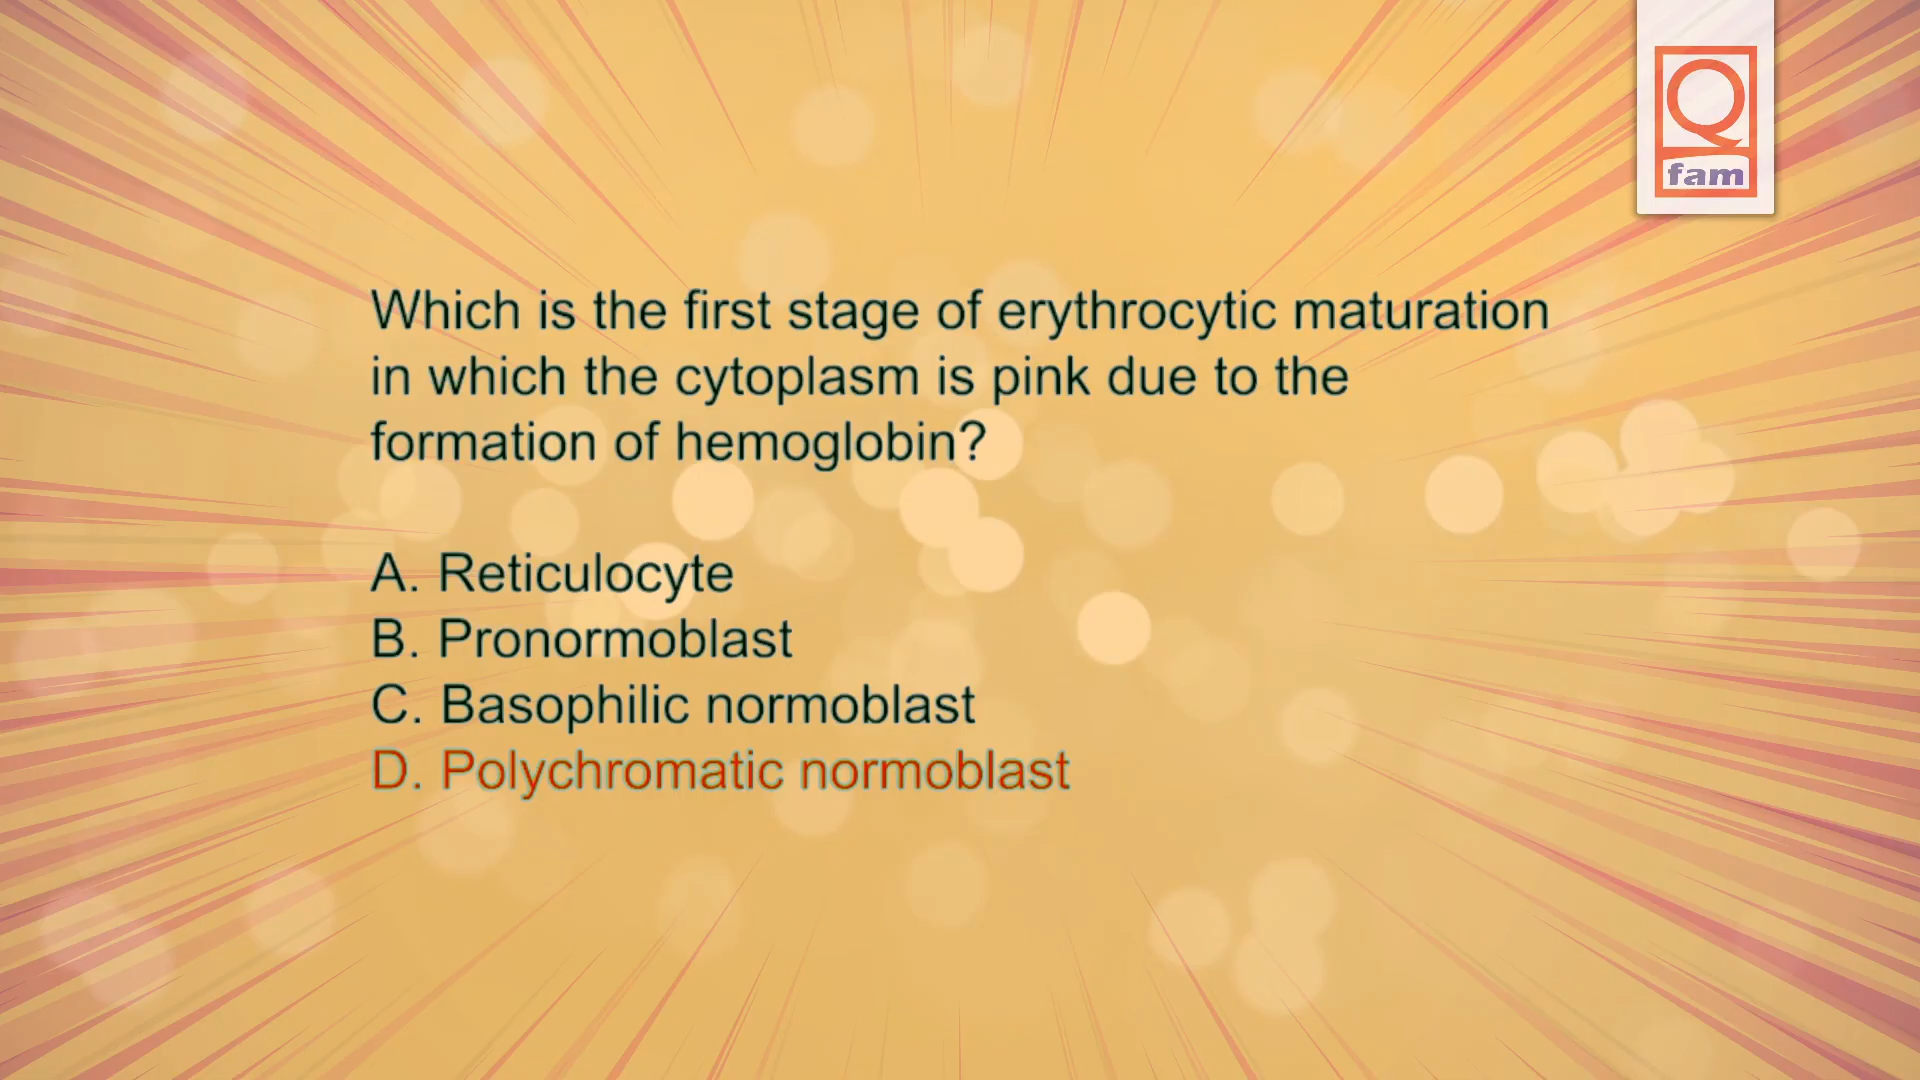 Q
fam
Which is the first stage of erythrocytic maturation
in which the cytoplasm is pink due to the
formation of hemoglobin?
A. Reticulocyte
B. Pronormoblast
C. Basophilic normoblast
D. Polychromatic normoblast